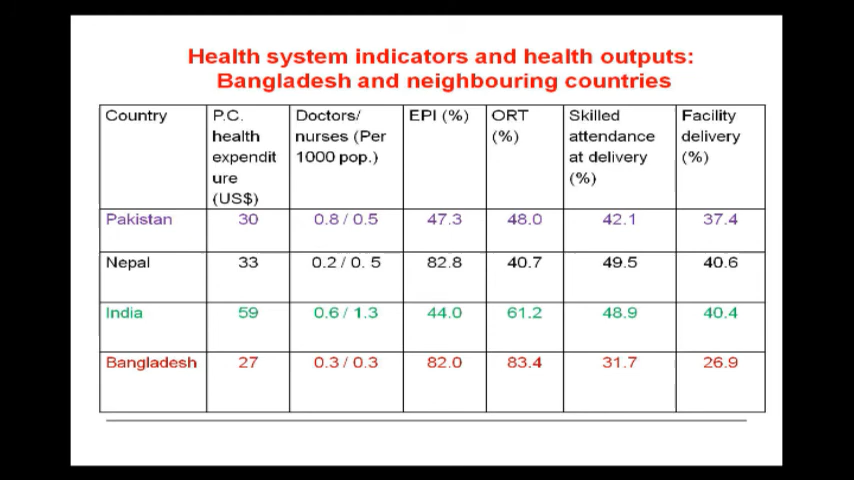 Health system indicators and health outputs:
Bangladesh and neighbouring countries
Country P.C. health expendit ure (US$) Doctors/ nurses (Per 1000 pop.) EPI (%) ORT (%) Skilled attendance at delivery (%) Facility delivery (%)
Pakistan 30 0.8 / 0.5 47.3 48.0 42.1 37.4
Nepal 33 0.2 / 0. 5 82.8 40.7 49.5 40.6
India 59 0.6 / 1.3 44.0 61.2 48.9 40.4
Bangladesh 27 0.3 / 0.3 82.0 83.4 31.7 26.9